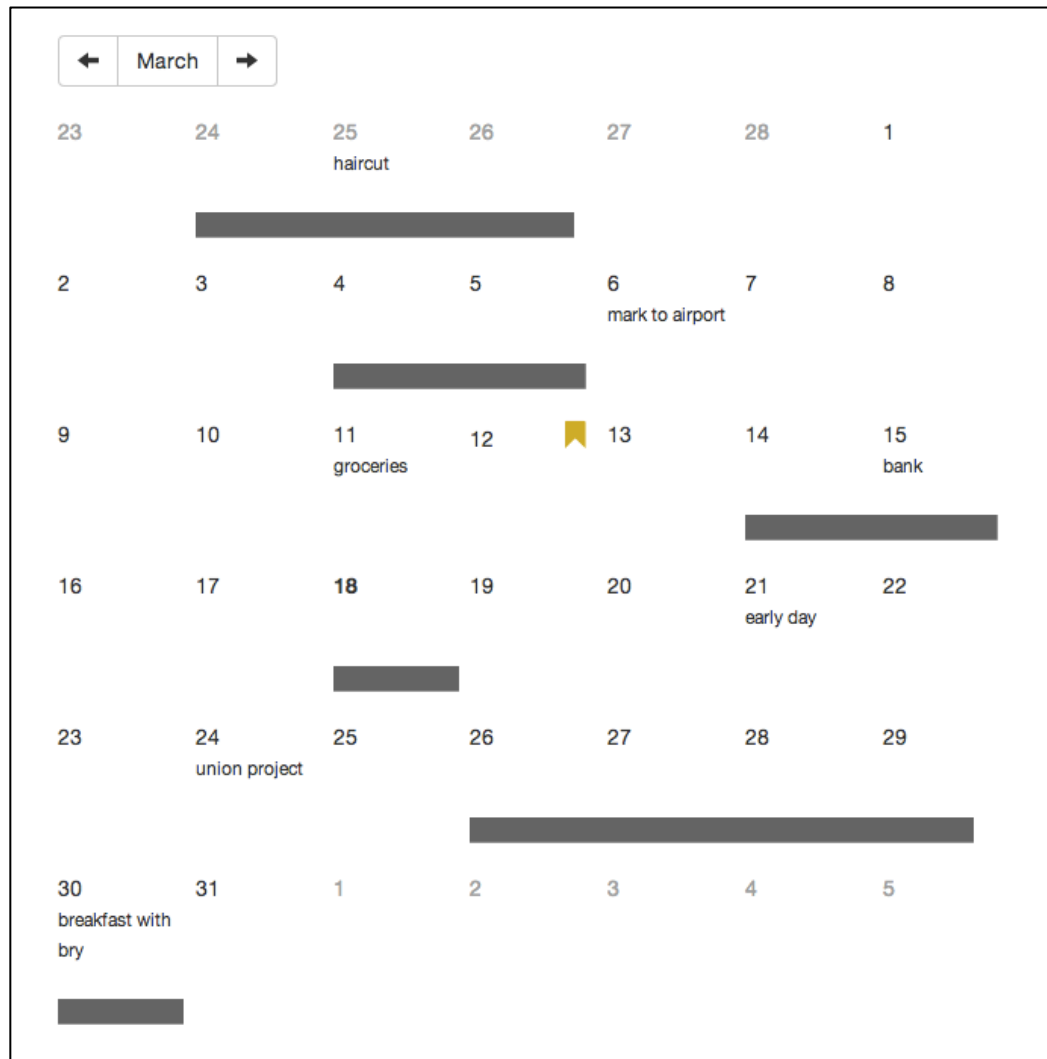 March
23 24 25 26 27 28 1
haircut
2 3 4 5 6 7 8
mark to airport
9 10 11 12 13 14 15
groceries bank
16 17 18 19 20 21 22
early day
23 24 25 26 27 28 29
union project
30 31 1 2 3 4 5
breakfast with
bry